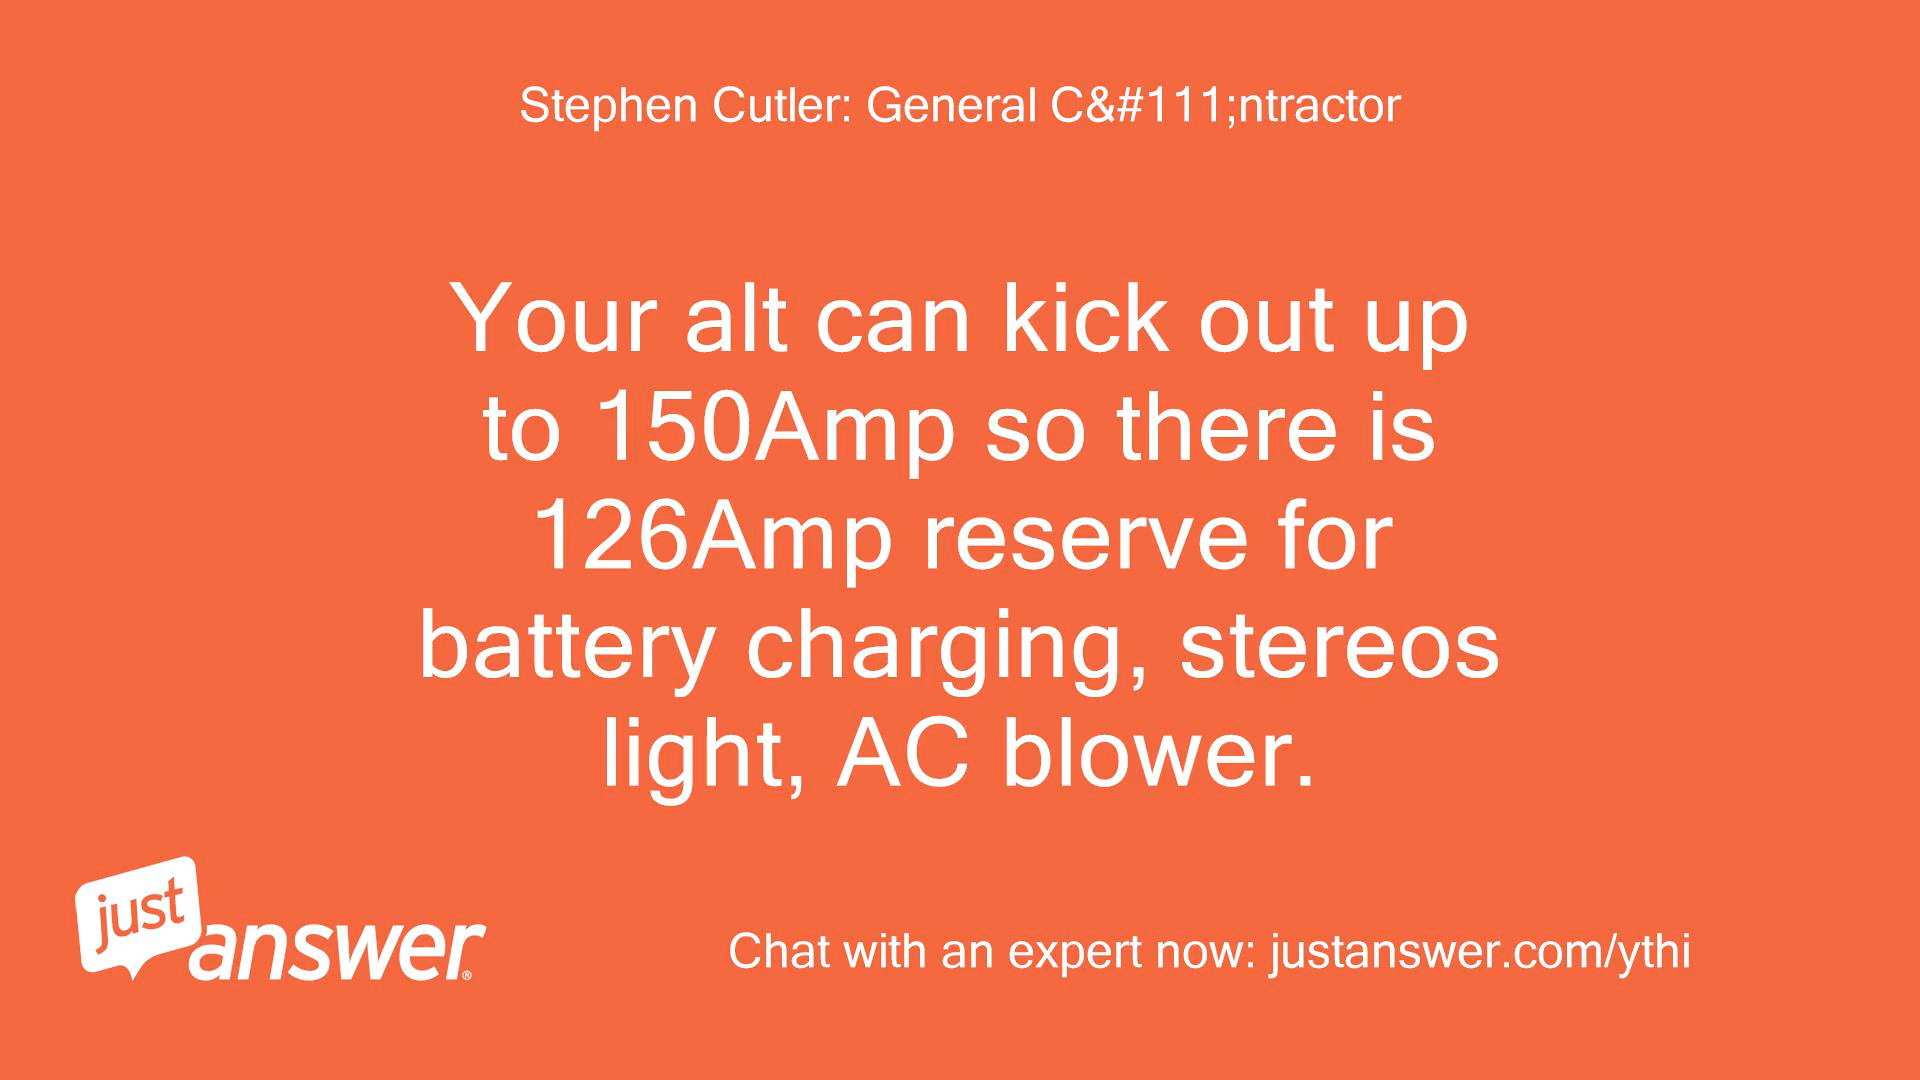 Stephen Cutler: General C&#111;ntractor
Your alt can kick out up
to 150Amp so there is
126Amp reserve for
battery charging, stereos
light, AC blower.
just
answer®
Chat with an expert now: justanswer.com/ythi